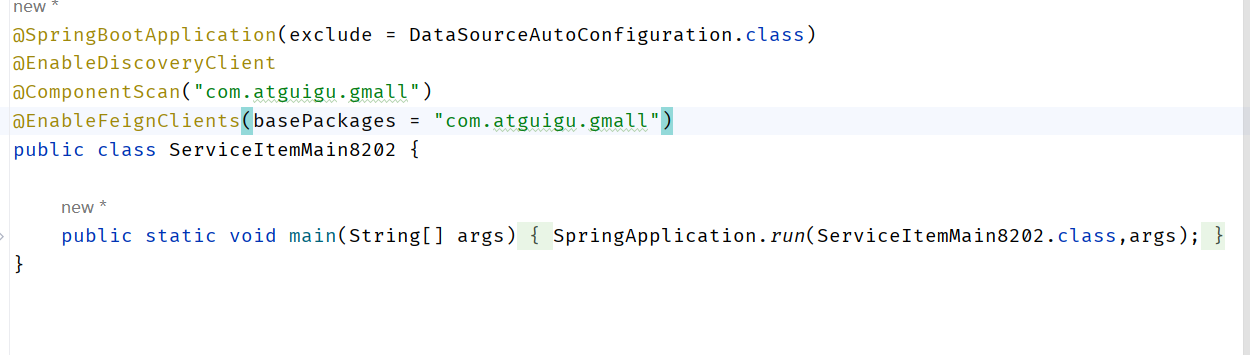 new *
@SpringBootApplication(exclude = DataSourceAutoConfiguration.class)
@EnableDiscoveryClient
@ComponentScan("com.atguigu.gmall")
@EnableFeignClients(basePackages = "com.atguigu.gmall")
public class ServiceItemMain8202 {
new *
public static void main(String[] args) { SpringApplication.run(ServiceItemMain8202.class,args); }
}